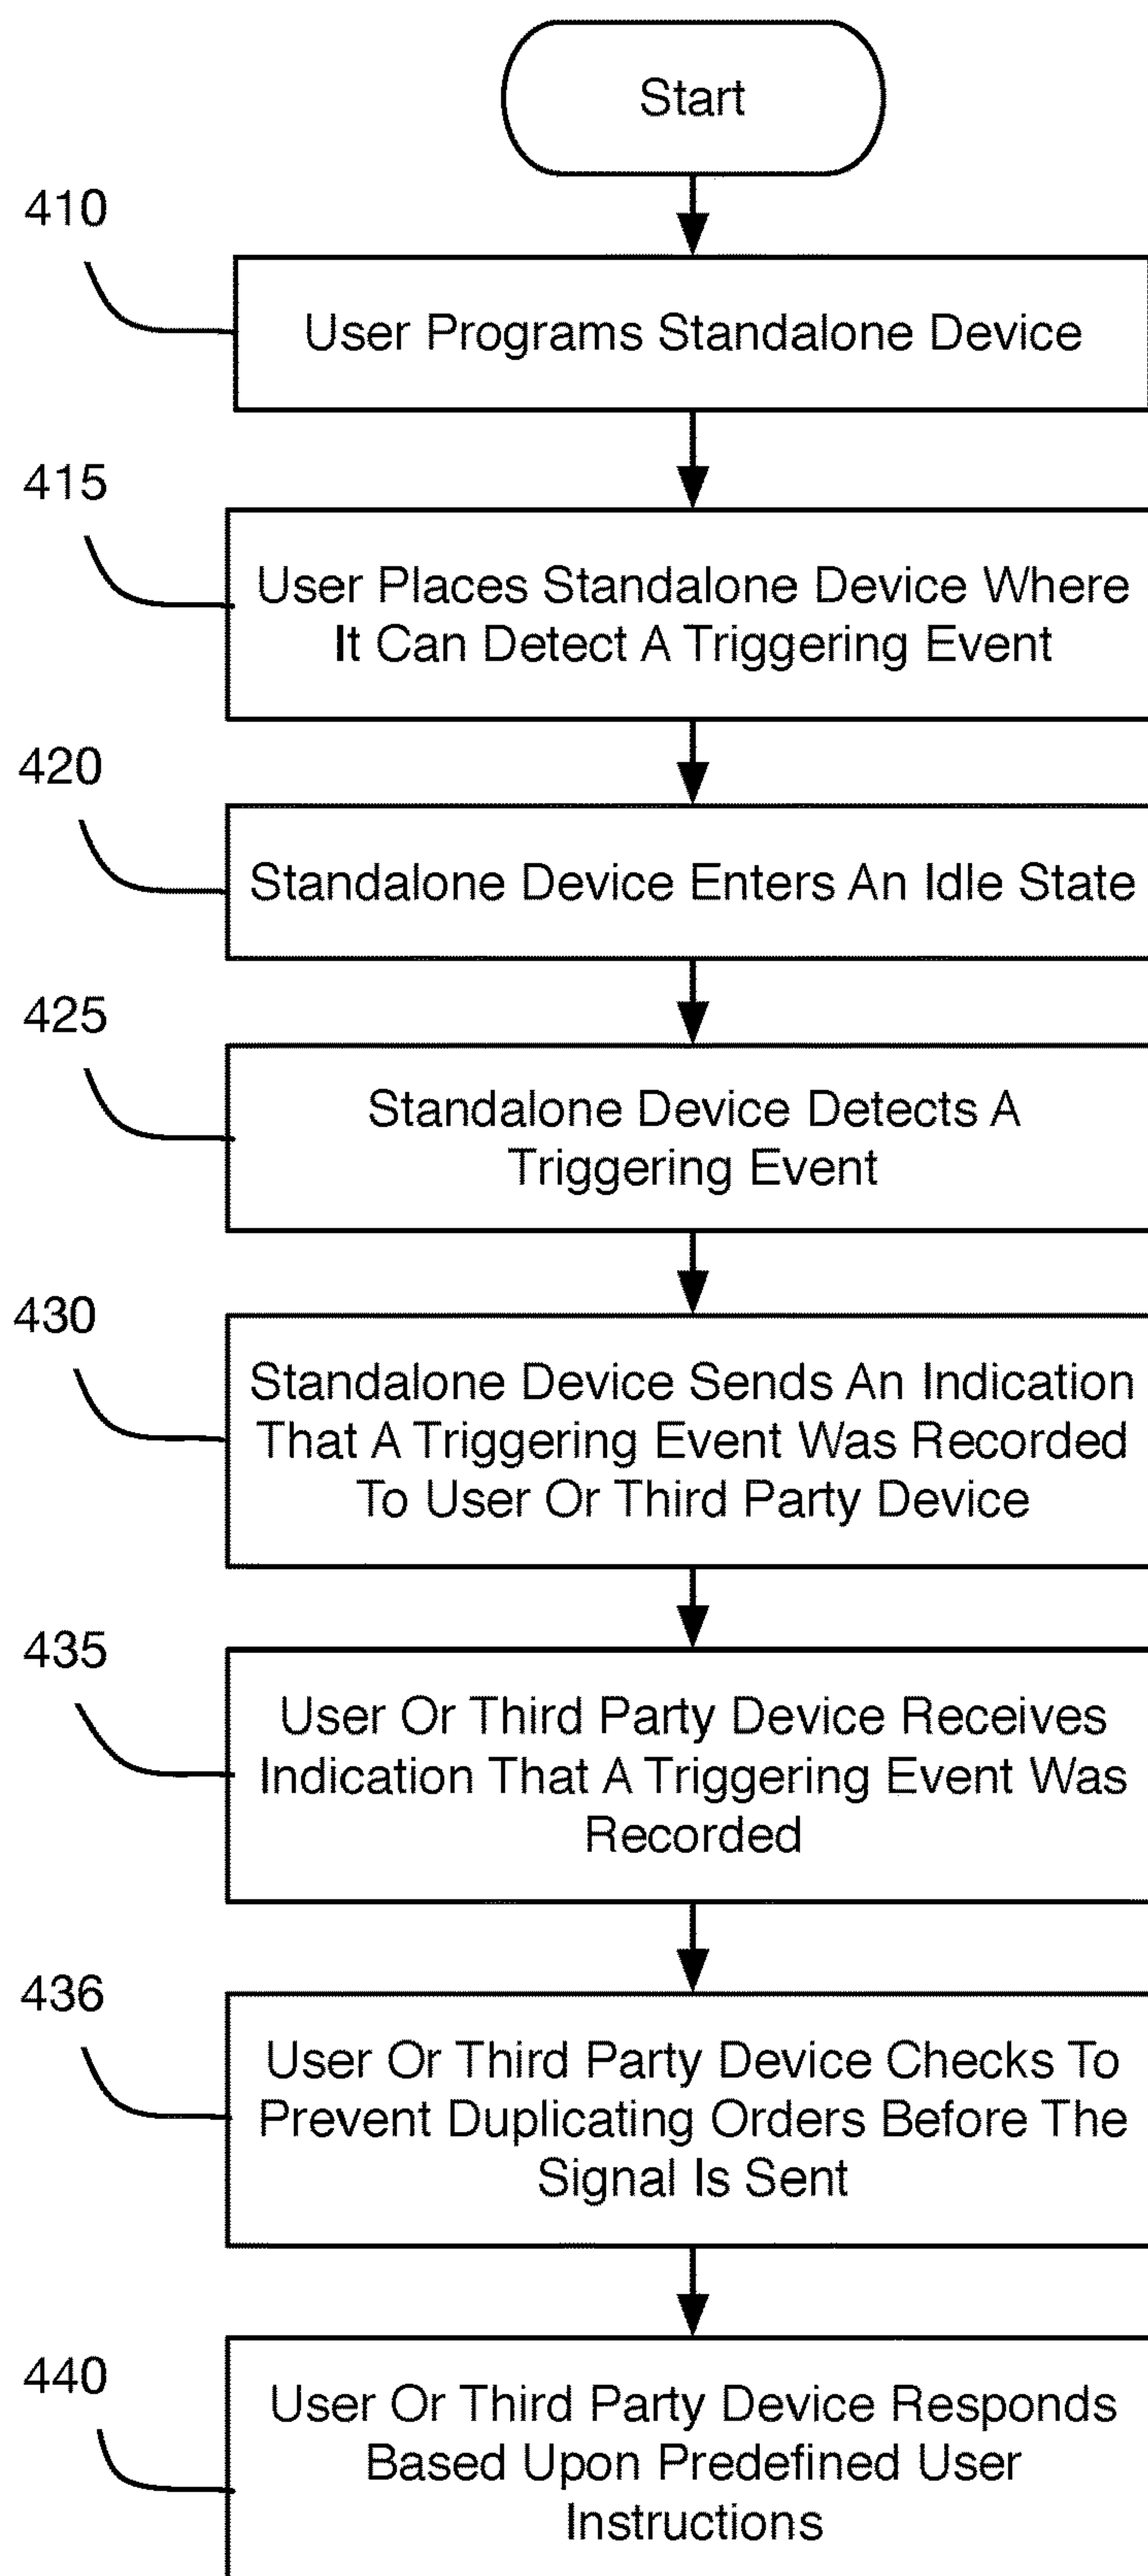 Start
410
User Programs Standalone Device
415
User Places Standalone Device Where
It Can Detect A Triggering Event
420
Standalone Device Enters An Idle State
425
Standalone Device Detects A
Triggering Event
430
Standalone Device Sends An Indication
That A Triggering Event Was Recorded
To User Or Third Party Device
435
User Or Third Party Device Receives
Indication That A Triggering Event Was
Recorded
436
User Or Third Party Device Checks To
Prevent Duplicating Orders Before The
Signal Is Sent
440
User Or Third Party Device Responds
Based Upon Predefined User
Instructions